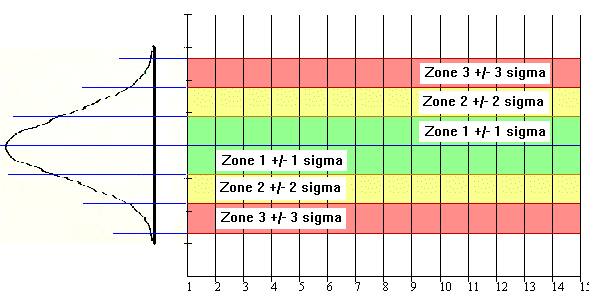 Zone 3 +/- 3 sigma
Zone 2 +/- 2 sigma
Zone 1 +/- 1 sigma
Zone 1 +/- 1 sigma
Zone 2 +/- 2 sigma
Zone 3 +/- 3 sigma
1 2 3 4 5 6 7 8 9 10 11 12 13 14 15